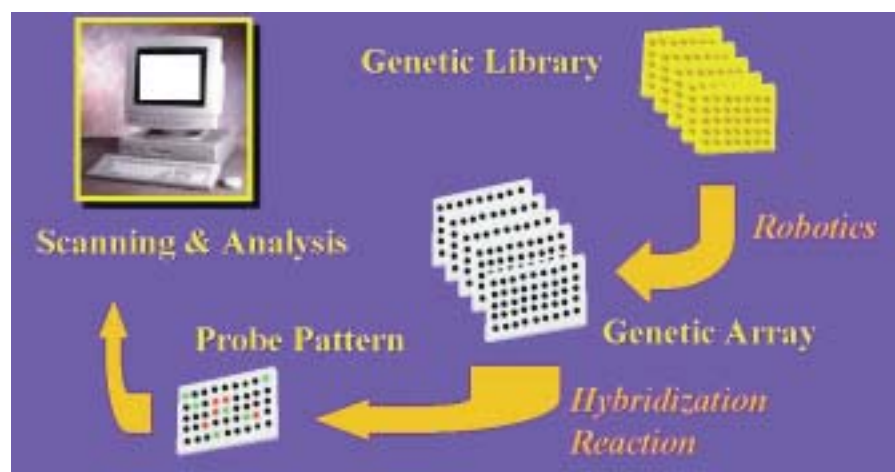 Genetic Library
Robotics
Scanning & Analysis
Genetic Array
Probe Pattern
Hybridization
Reaction